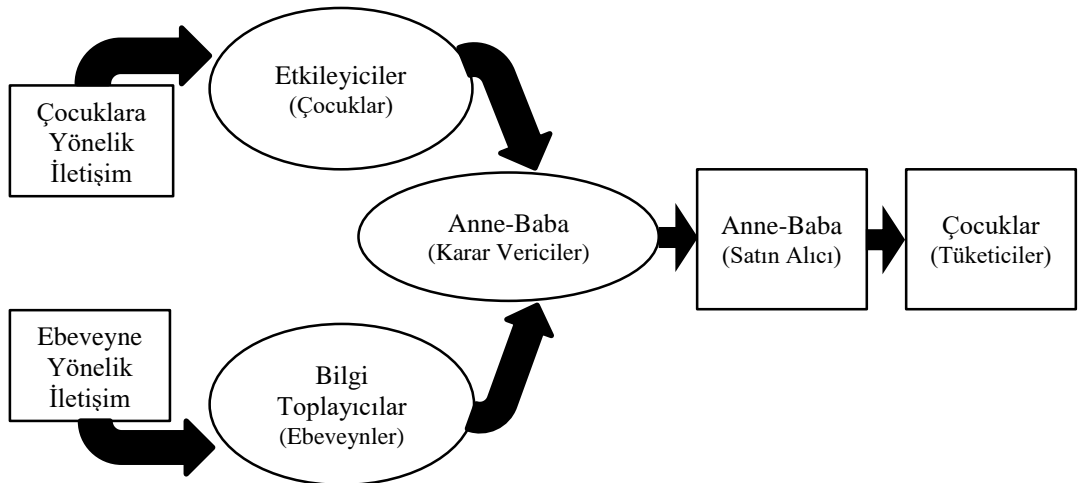 Çocuklara
Yönelik
İletişim
Etkileyiciler
(Çocuklar)
Anne-Baba
(Karar Vericiler)
Anne-Baba
(Satın Alıcı)
Çocuklar
(Tüketiciler)
Ebeveyne
Yönelik
İletişim
Bilgi
Toplayıcılar
(Ebeveynler)